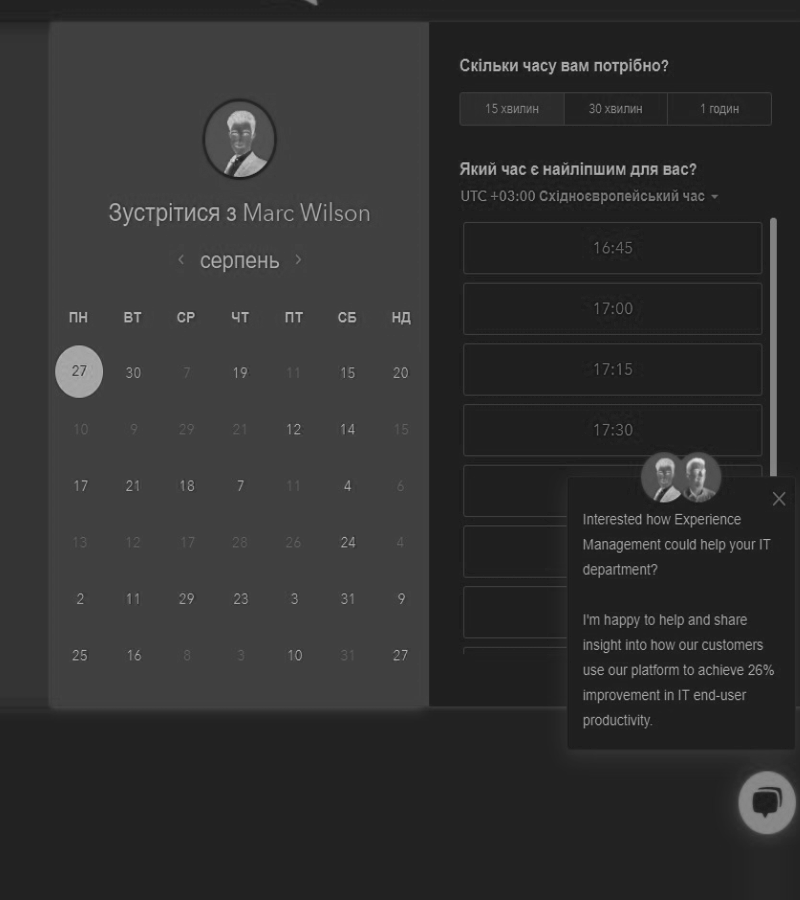 Зустрітися з Marc Wilson
серпень
ПН ВТ СР ЧТ ПТ СБ НД
27 30 7 19 11 15 20
10 9 29 21 12 14 15
17 21 18 7 11 4 6
13 12 17 28 26 24 4
2 11 29 23 3 31 9
25 16 8 3 10 31 27
Скільки часу вам потрібно?
15 хвилин 30 хвилин 1 годин
Який час є найліпшим для вас?
UTC +03:00 Східноєвропейський час
16:45
17:00
17:15
17:30
Interested how Experience
Management could help your IT
department?
I'm happy to help and share
insight into how our customers
use our platform to achieve 26%
improvement in IT end-user
productivity.